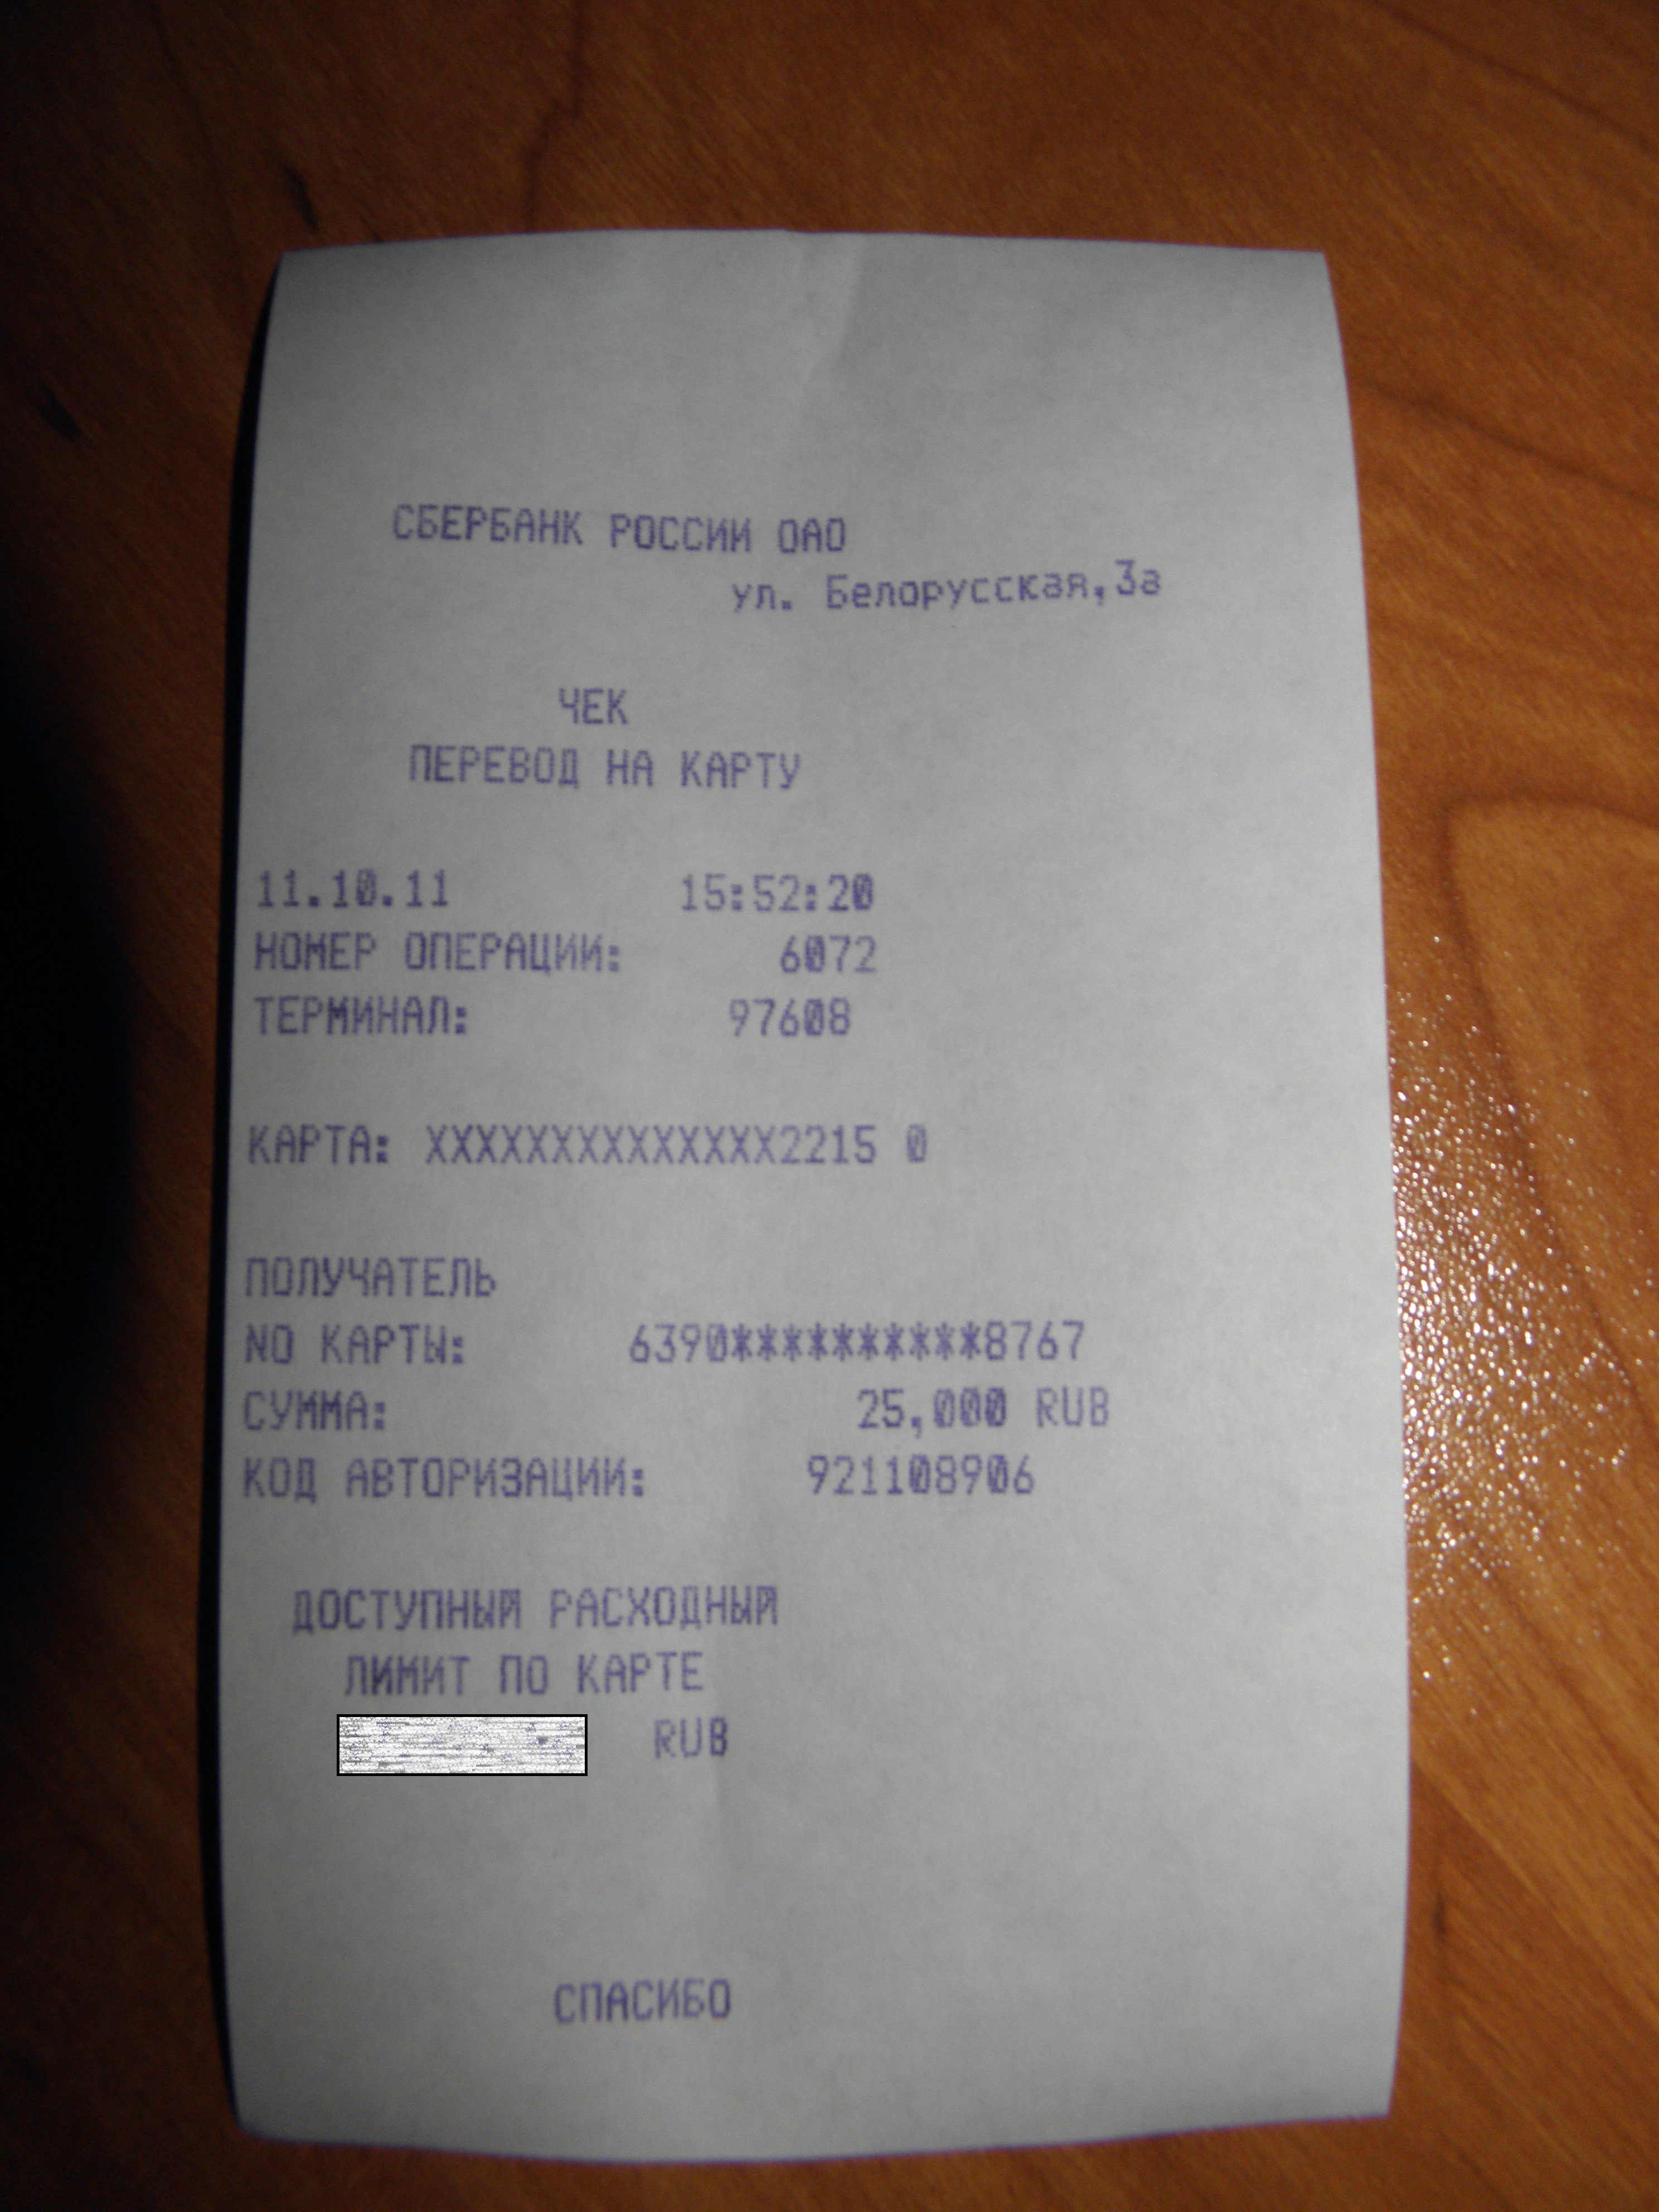 СБЕРБАНК РОССИИ ОАО
ул. Белорусская,3а
ЧЕК
ПЕРЕВОД НА КАРТУ
11.10.11 15:52:20
НОМЕР ОПЕРАЦИИ: 6072
ТЕРМИНАЛ: 97608
КАРТА: XXXXXXXXXXXXXX2215 0
ПОЛУЧАТЕЛЬ
NO КАРТЫ: 6390**********8767
СУММА: 25,000 RUB
КОД АВТОРИЗАЦИИ: 921108906
ДОСТУПНЫЙ РАСХОДНЫЙ
ЛИМИТ ПО КАРТЕ
RUB
СПАСИБО